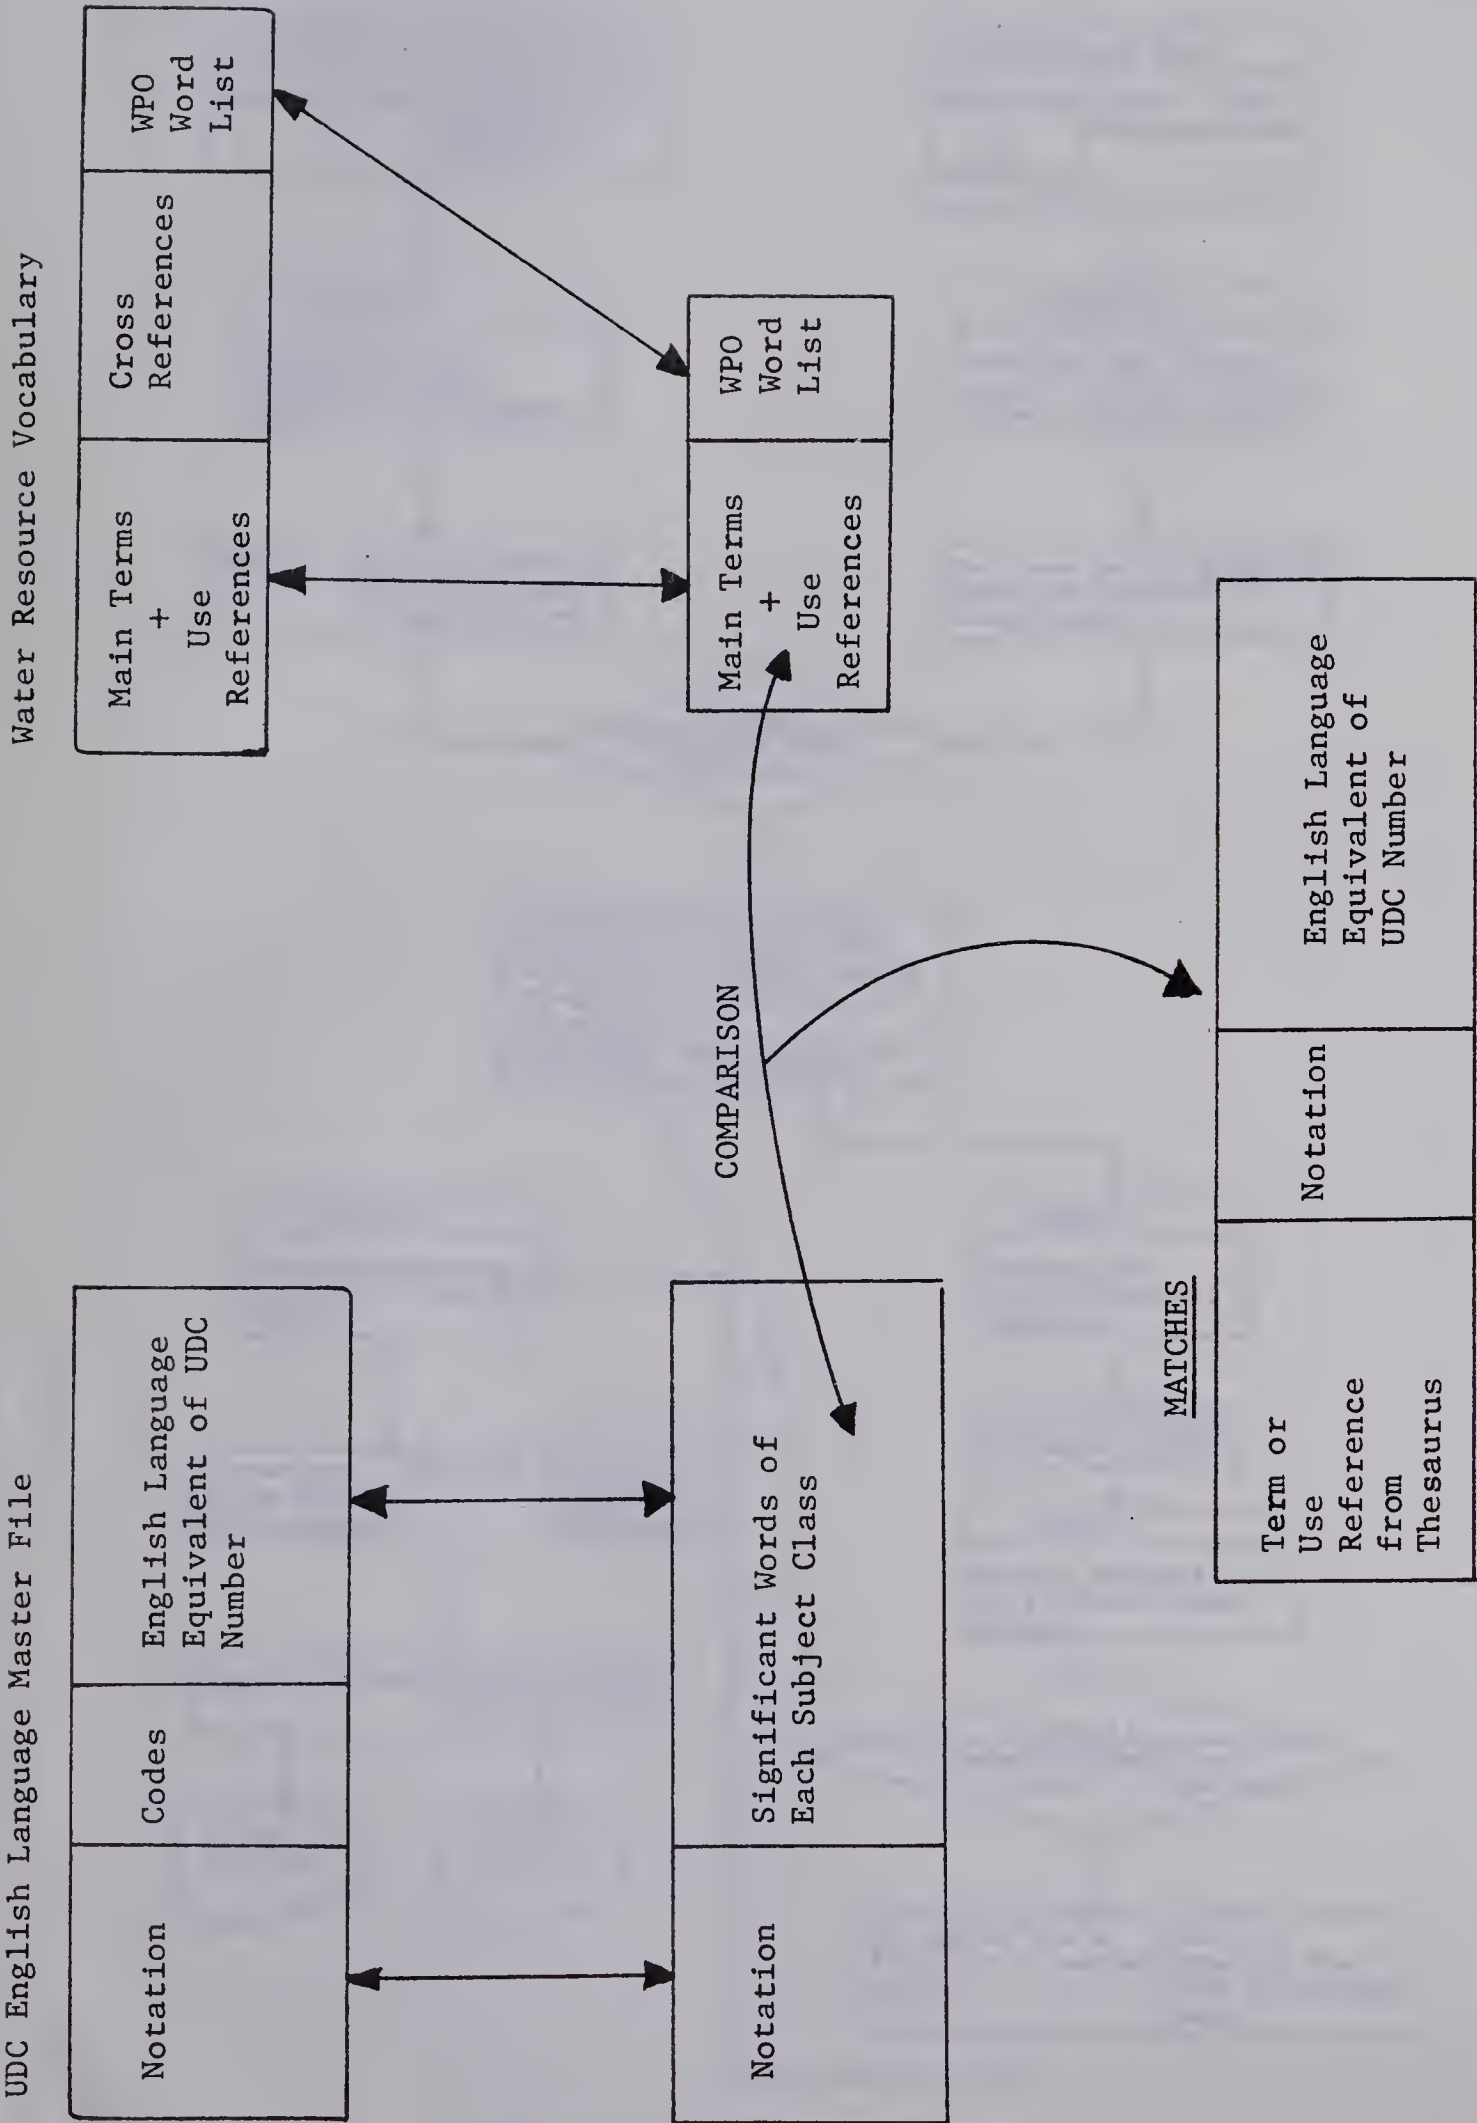 UDC English Language Master File
Notation
Codes
English Language
Equivalent of UDC
Number
Notation
Significant Words of
Each Subject Class
Water Resource Vocabulary
Main Terms
+
Use
References
Cross
References
WPO
Word
List
Main Terms
+
Use
References
WPO
Word
List
COMPARISON
MATCHES
Term or
Use
Reference
from
Thesaurus
Notation
English Language
Equivalent of
UDC Number